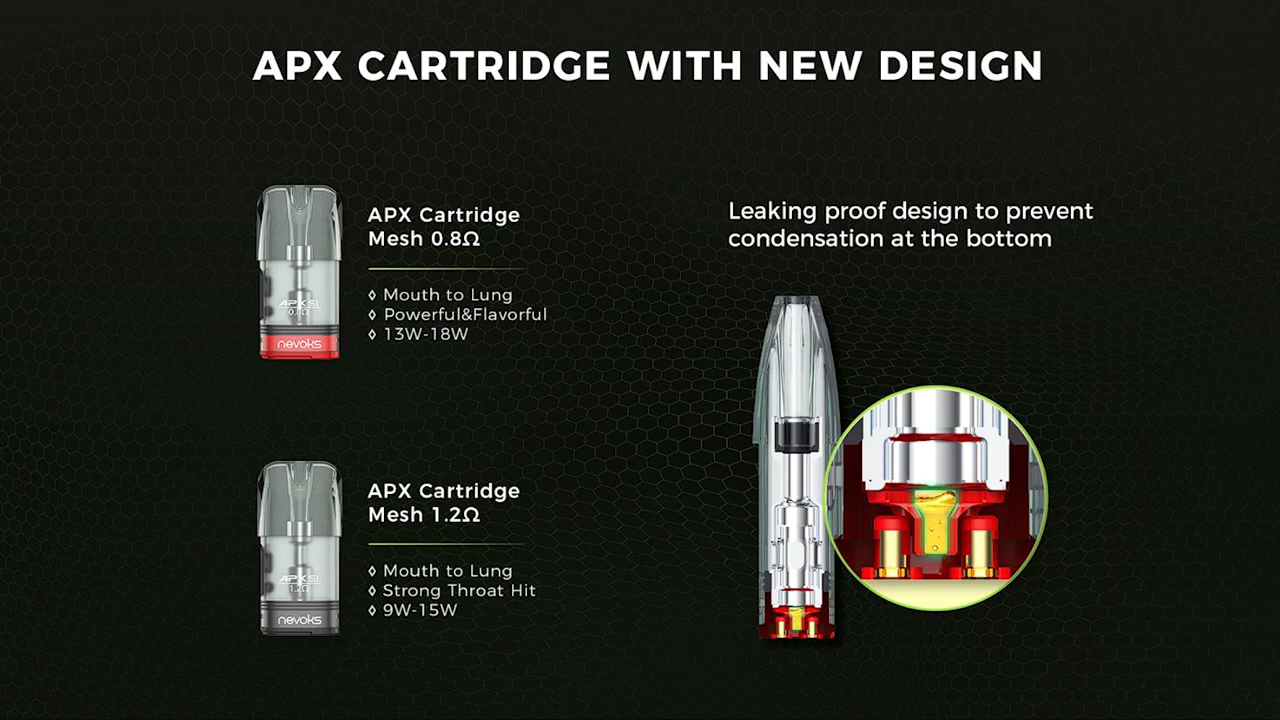 APX CARTRIDGE WITH NEW DESIGN
APX Cartridge
Mesh 0.8Ω
◊ Mouth to Lung
◊ Powerful&Flavorful
◊ 13W-18W
APX S1
0.8Ω
nevoks
APX Cartridge
Mesh 1.2Ω
◊ Mouth to Lung
◊ Strong Throat Hit
◊ 9W-15W
APX S1
1.2Ω
nevoks
Leaking proof design to prevent
condensation at the bottom